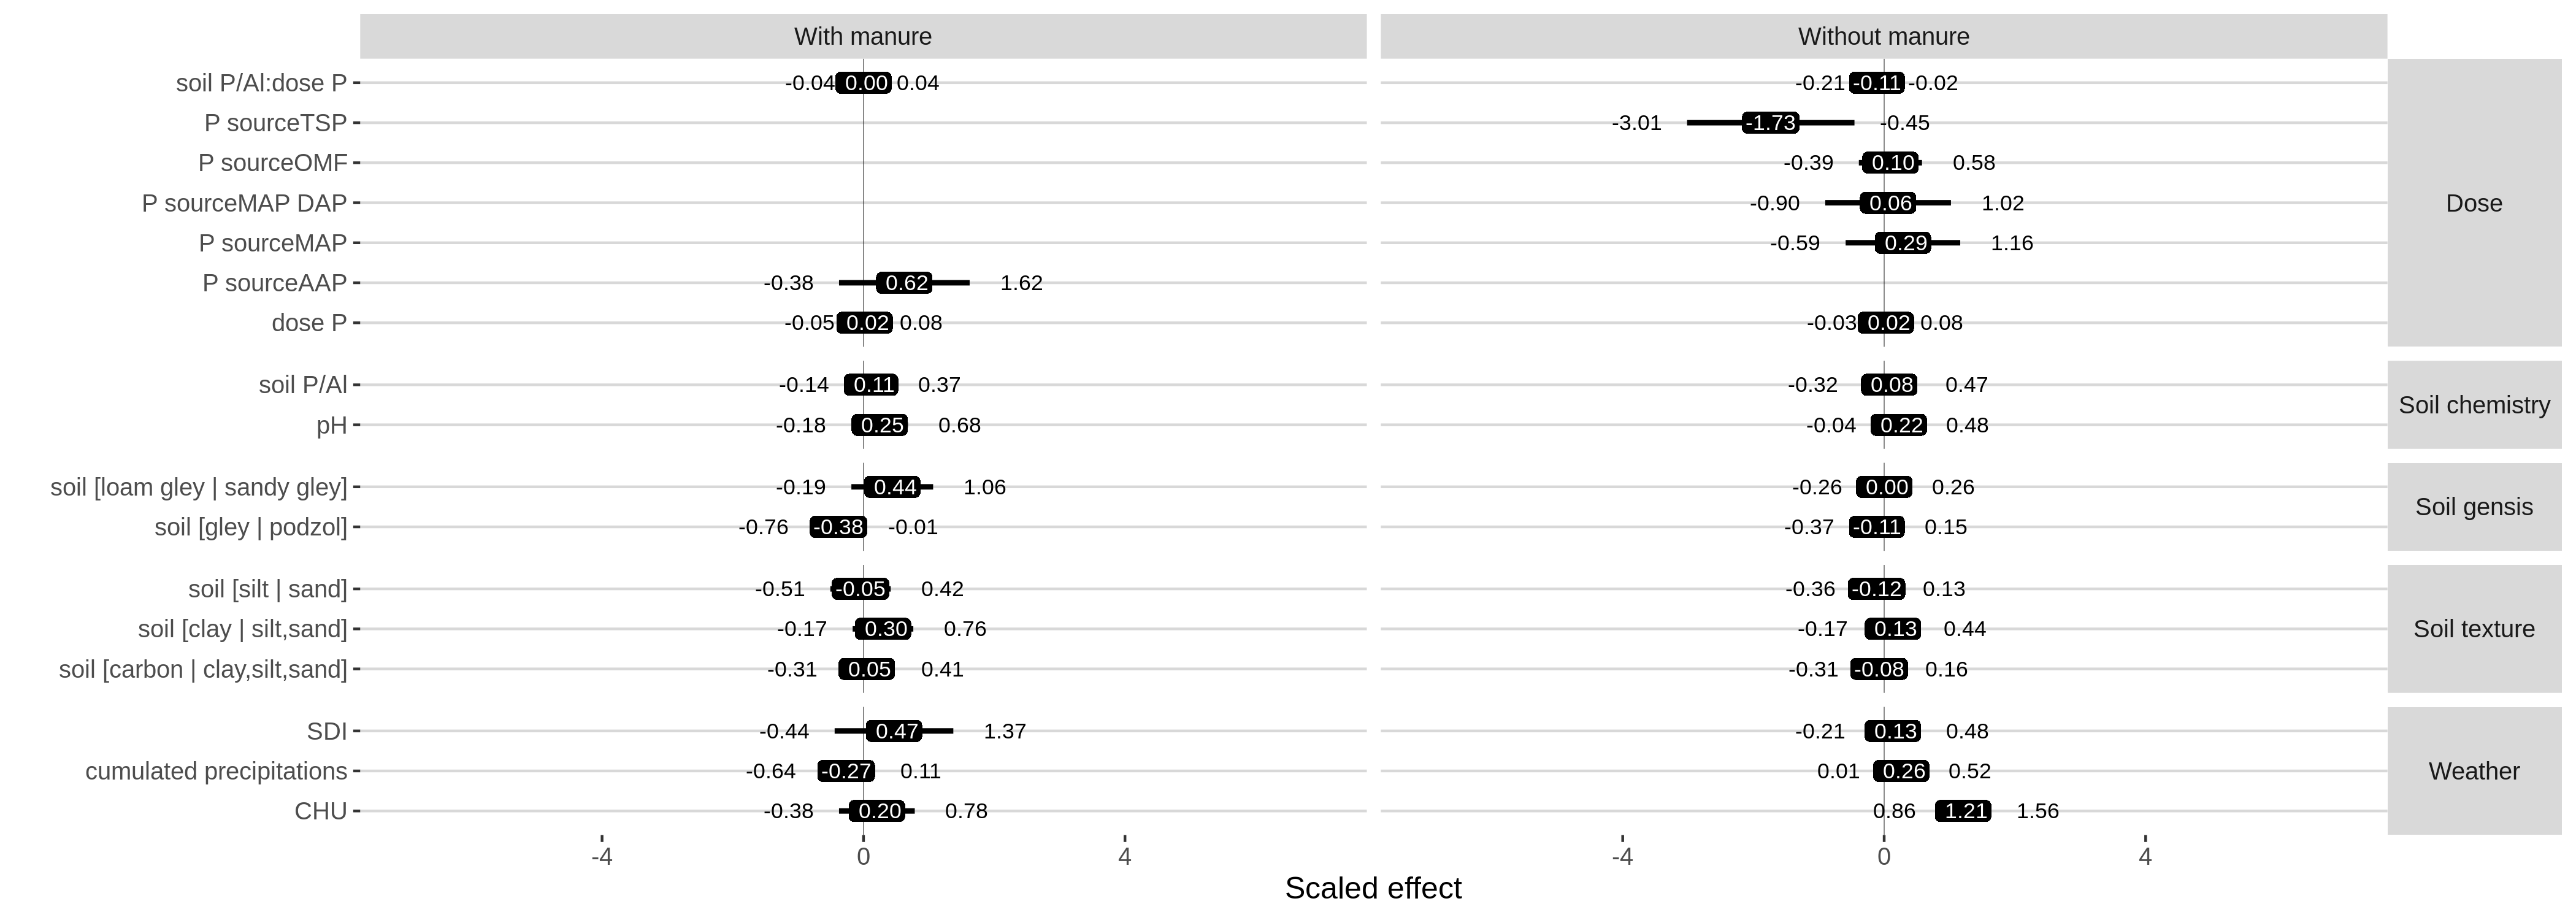 With manure Without manure
soil P/Al:dose P -0.04 0.00 0.04 -0.21 -0.11 -0.02
P sourceTSP -3.01 -1.73 -0.45
P sourceOMF -0.39 0.10 0.58
P sourceMAP DAP -0.90 0.06 1.02 Dose
P sourceMAP -0.59 0.29 1.16
P sourceAAP -0.38 0.62 1.62
dose P -0.05 0.02 0.08 -0.03 0.02 0.08
soil P/Al -0.14 0.11 0.37 -0.32 0.08 0.47
Soil chemistry
pH -0.18 0.25 0.68 -0.04 0.22 0.48
soil [loam gley | sandy gley] -0.19 0.44 1.06 -0.26 0.00 0.26
Soil gensis
soil [gley | podzol] -0.76 -0.38 -0.01 -0.37 -0.11 0.15
soil [silt | sand] -0.51 -0.05 0.42 -0.36 -0.12 0.13
soil [clay | silt,sand] -0.17 0.30 0.76 -0.17 0.13 0.44 Soil texture
soil [carbon | clay,silt,sand] -0.31 0.05 0.41 -0.31 -0.08 0.16
SDI -0.44 0.47 1.37 -0.21 0.13 0.48
cumulated precipitations -0.64 -0.27 0.11 0.01 0.26 0.52 Weather
CHU -0.38 0.20 0.78 0.86 1.21 1.56
-4 0 4 -4 0 4
Scaled effect